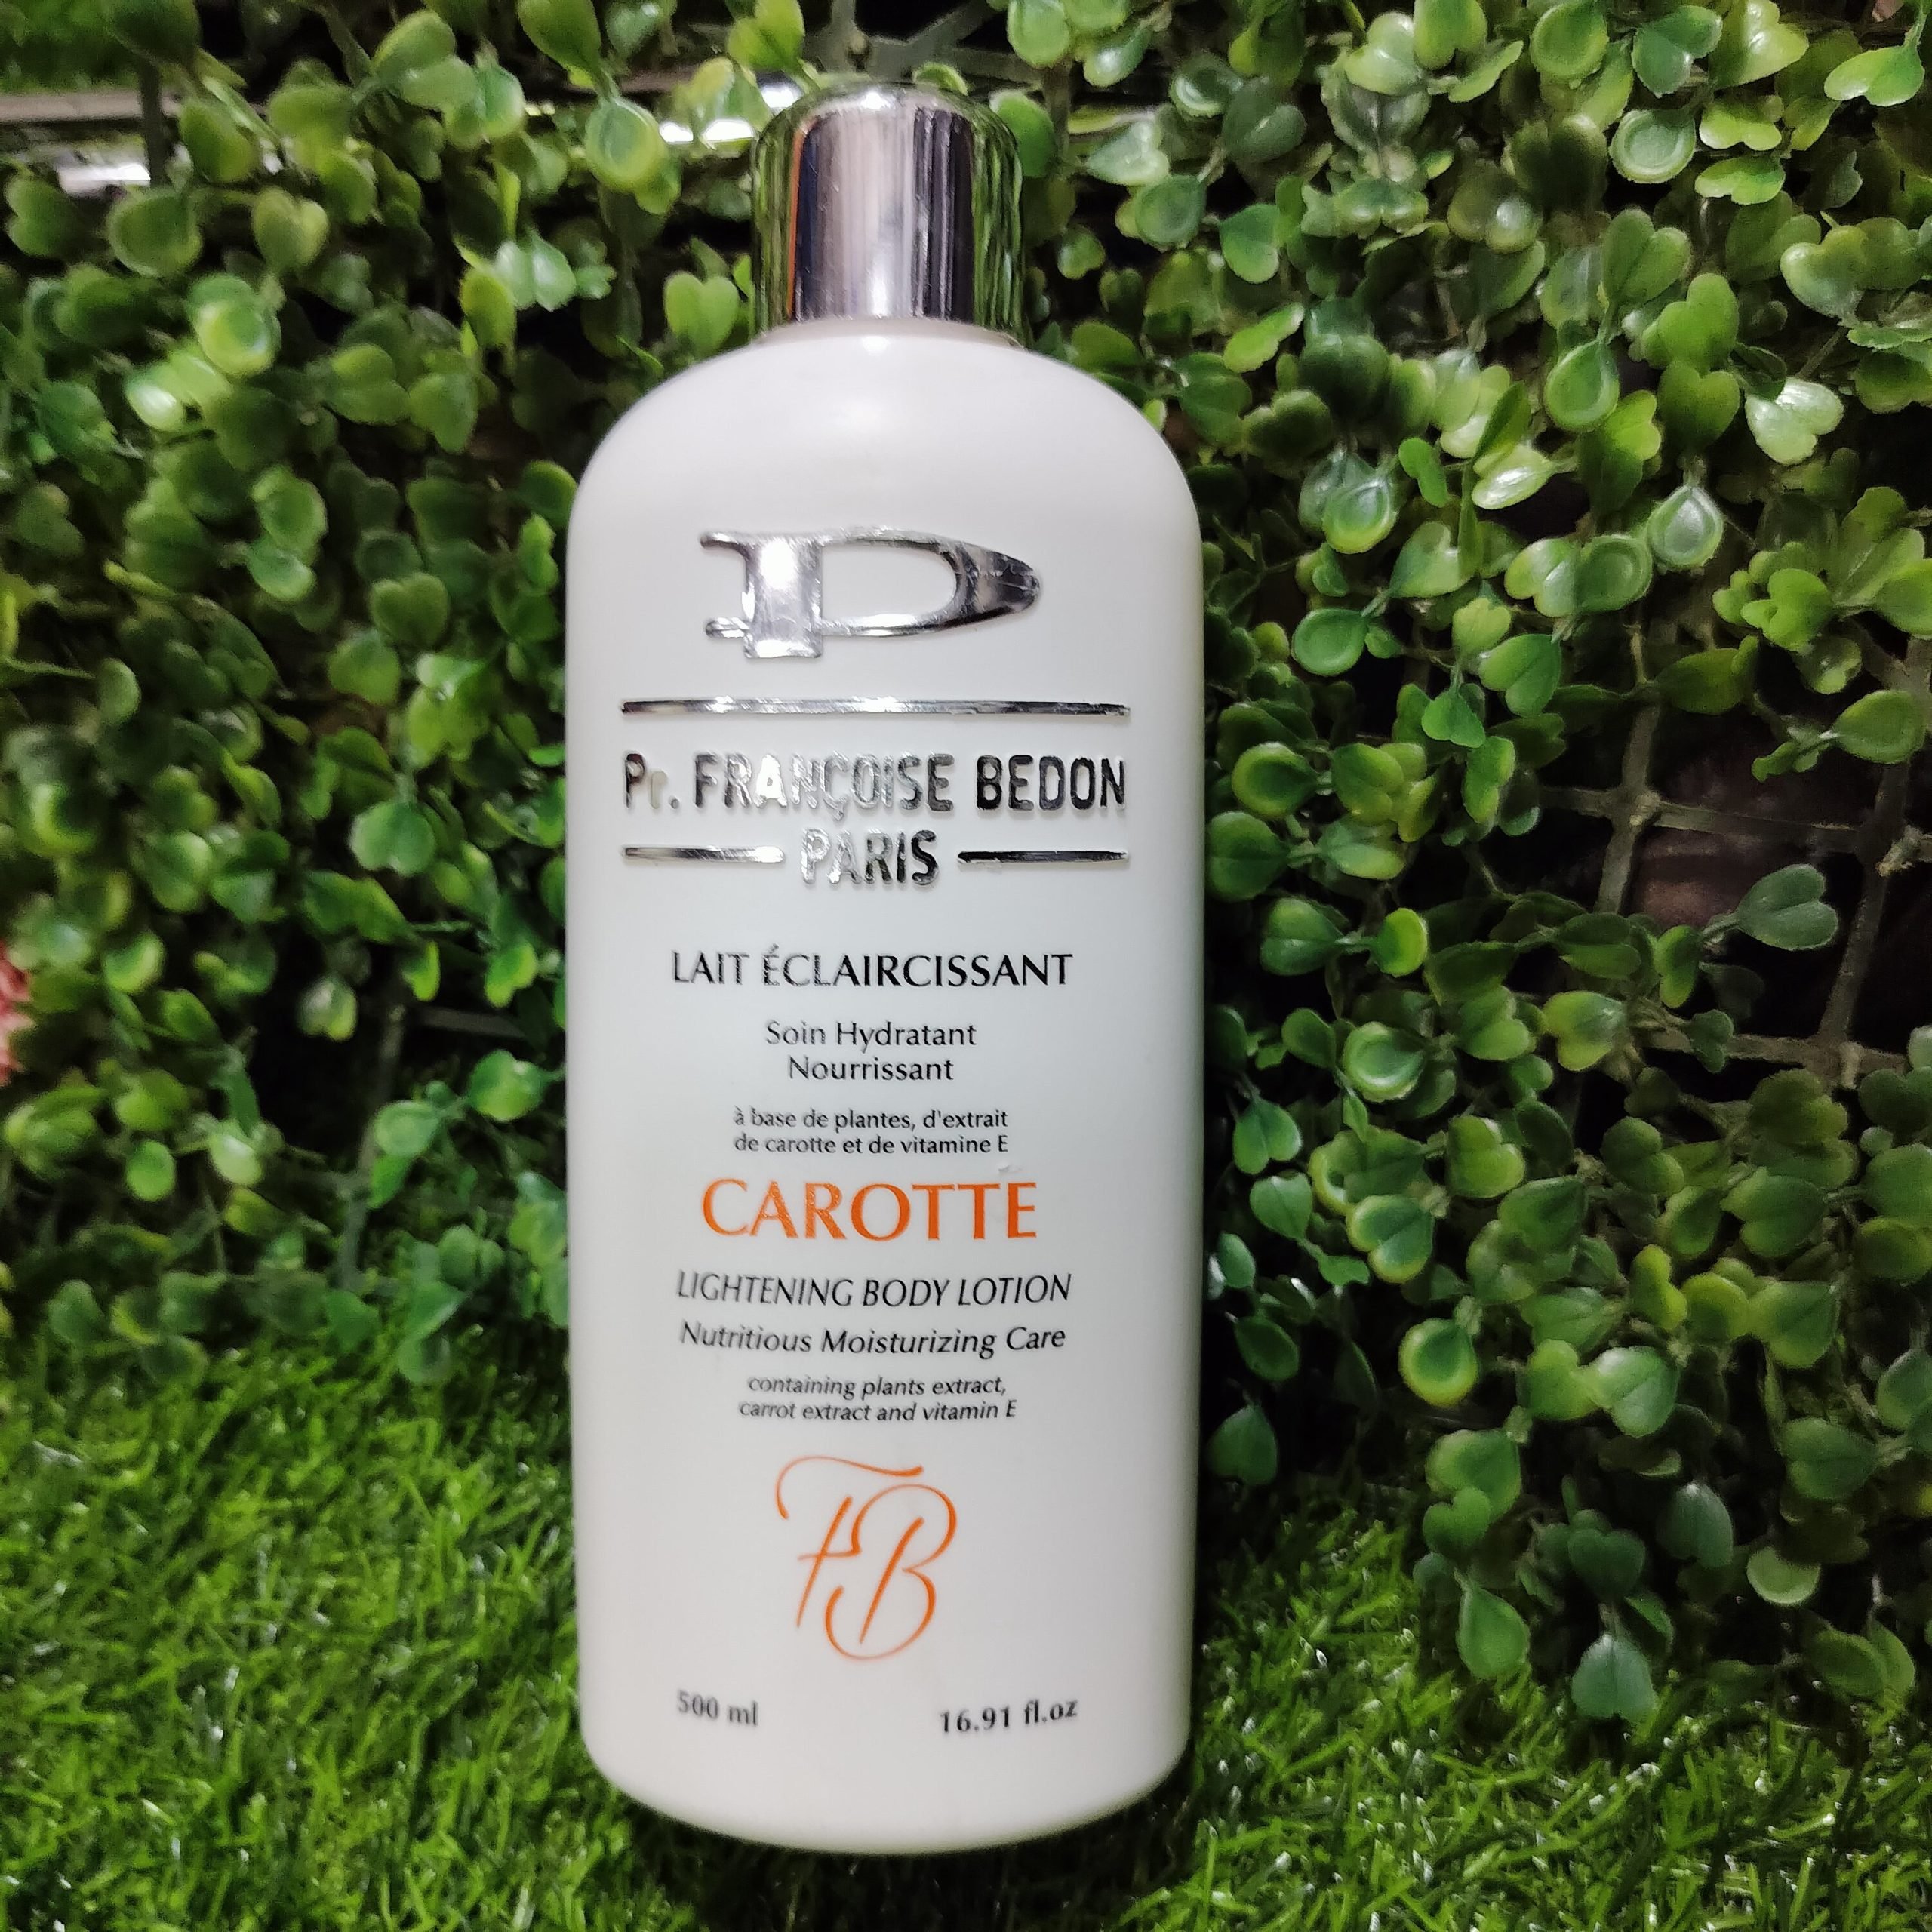 P
Pr. FRANÇOISE BEDON
PARIS
LAIT ÉCLAIRCISSANT
Soin Hydratant
Nourrissant
à base de plantes, d'extrait
de carotte et de vitamine E
CAROTTE
LIGHTENING BODY LOTION
Nutritious Moisturizing Care
containing plants extract,
carrot extract and vitamin E
FB
500 ml 16.91 fl.oz